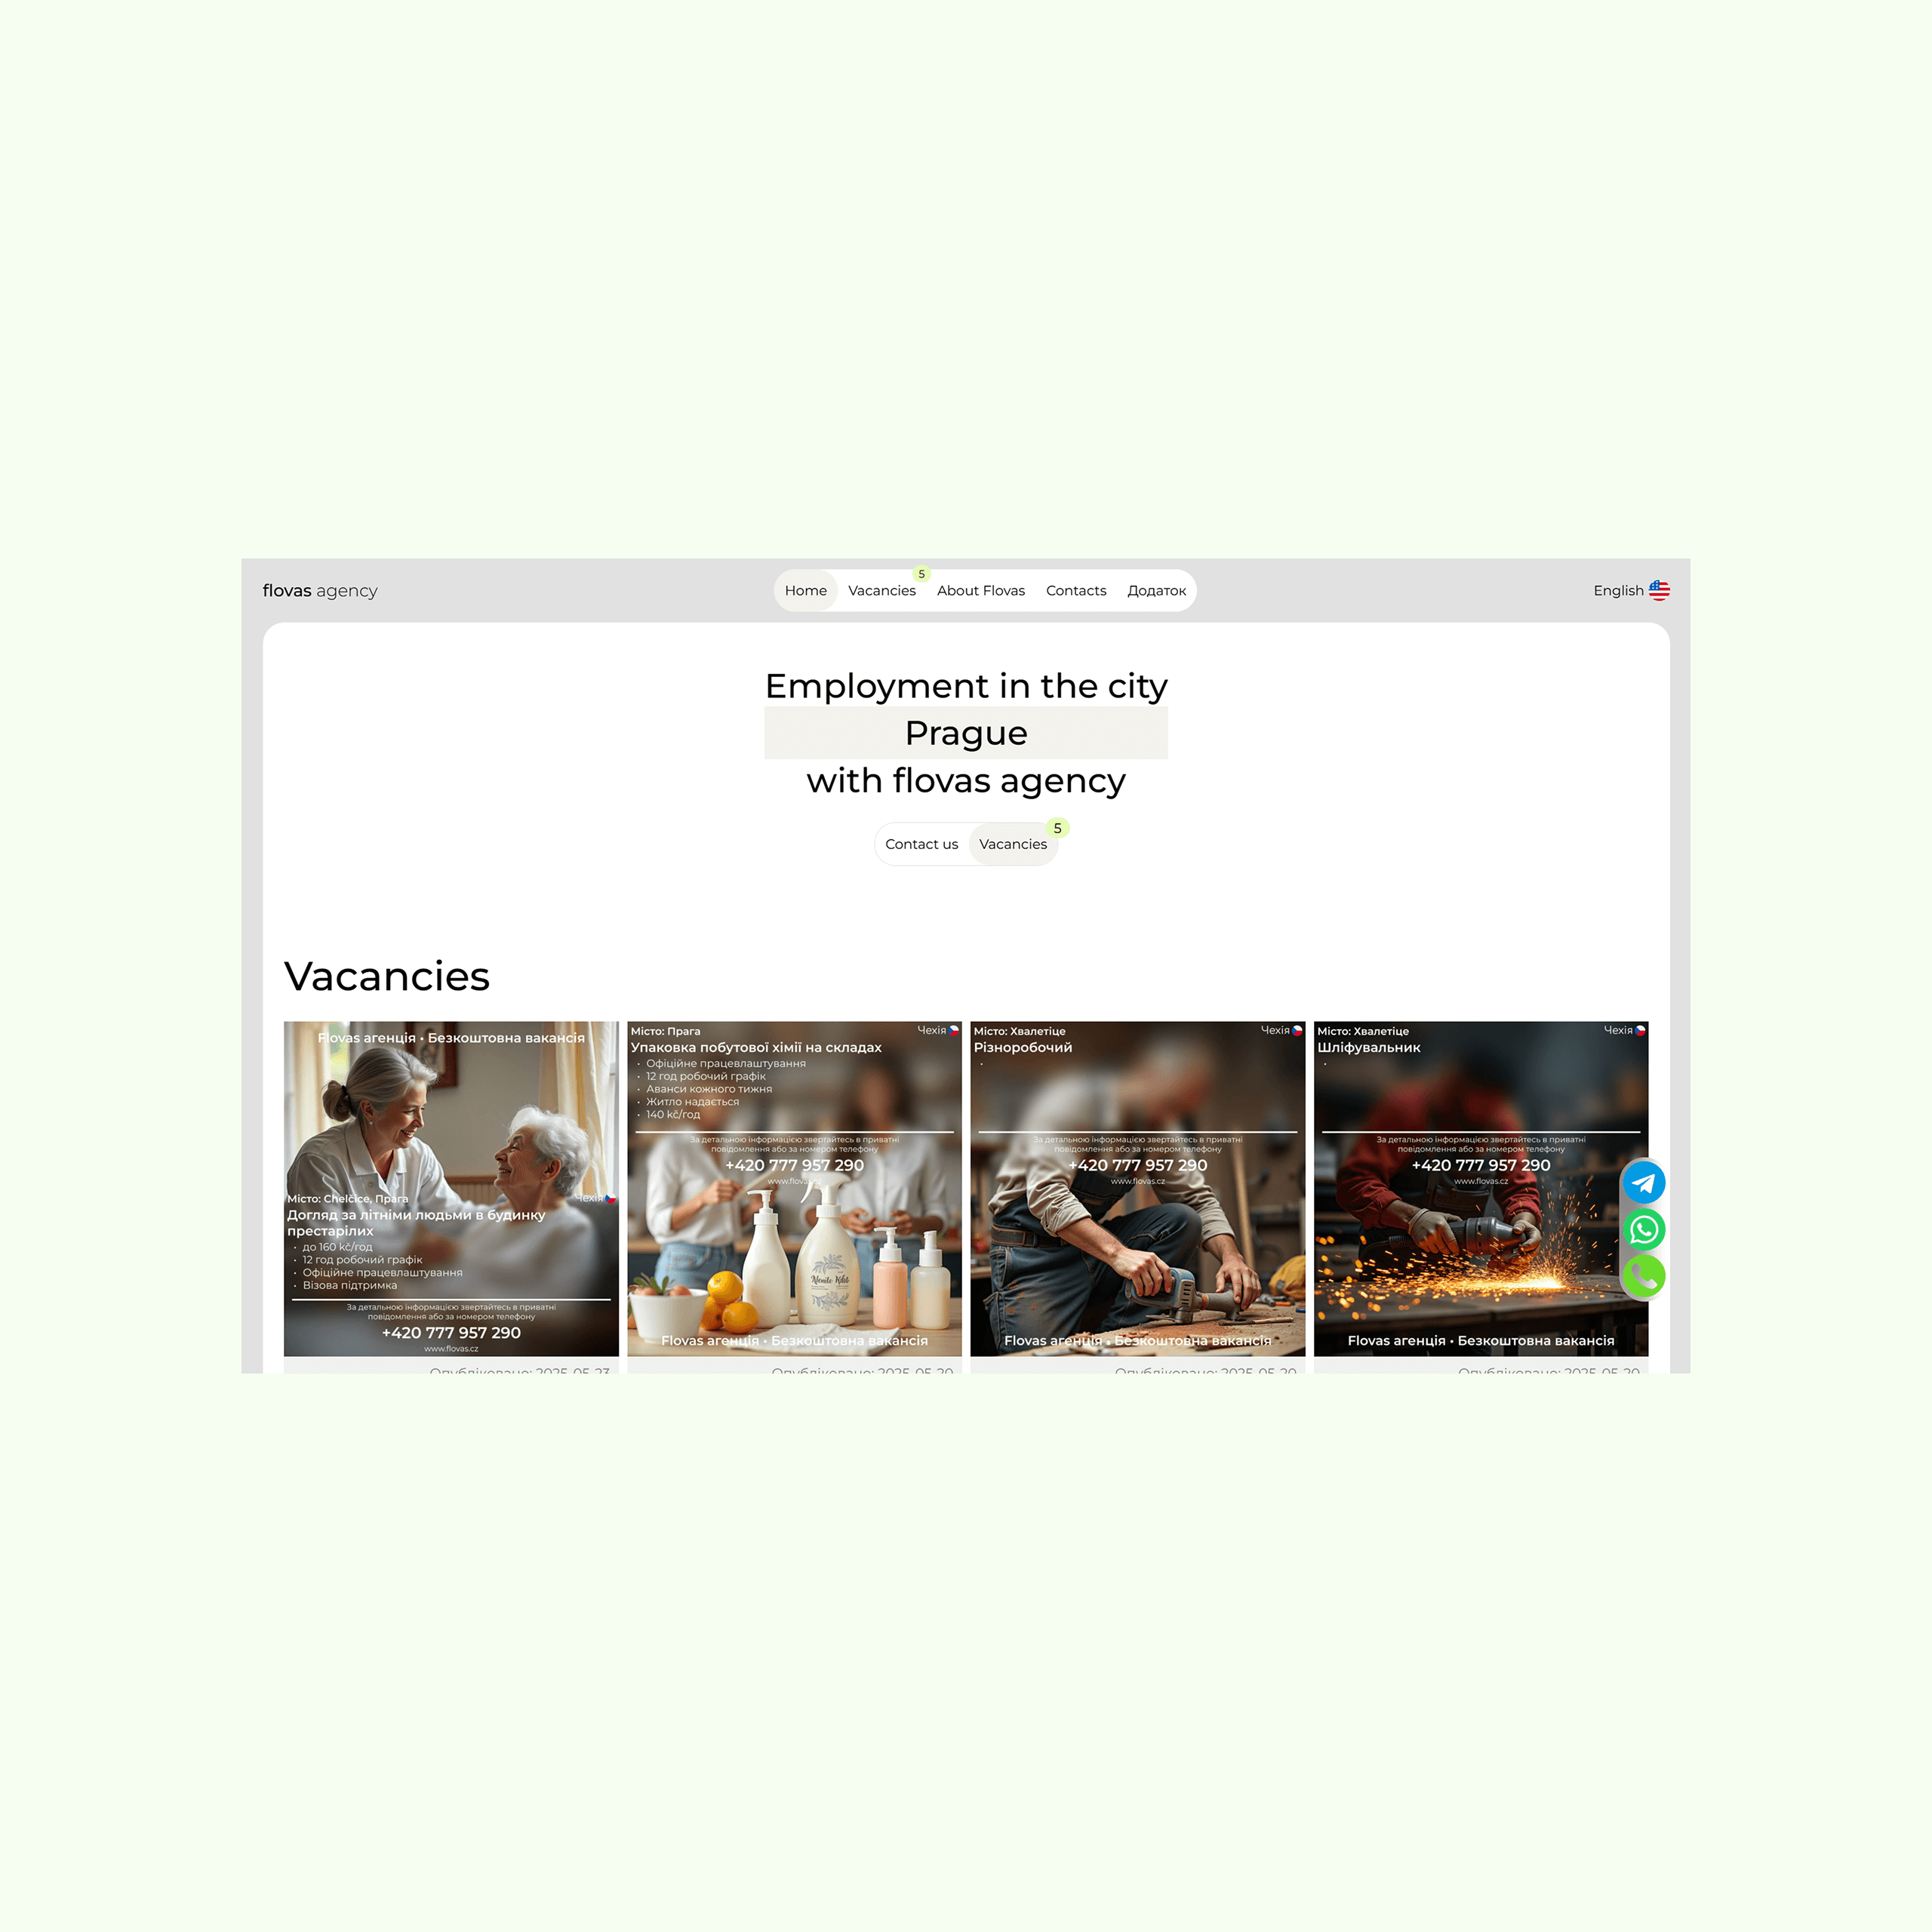 flovas agency
Home
Vacancies
5
About Flovas
Contacts
Додаток
English
Employment in the city
Prague
with flovas agency
Contact us
Vacancies
5
Vacancies
Flovas агенція • Безкоштовна вакансія
Місто: Chelčice, Прага
Чехія
Догляд за літніми людьми в будинку
престарілих
• до 160 kč/год
• 12 год робочий графік
• Офіційне працевлаштування
• Візова підтримка
За детальною інформацією звертайтесь в приватні
повідомлення або за номером телефону
+420 777 957 290
www.flovas.cz
Опубліковано: 2025-05-23
Місто: Прага
Чехія
Упаковка побутової хімії на складах
• Офіційне працевлаштування
• 12 год робочий графік
• Аванси кожного тижня
• Житло надається
• 140 kč/год
За детальною інформацією звертайтесь в приватні
повідомлення або за номером телефону
+420 777 957 290
www.flovas.cz
Flovas агенція • Безкоштовна вакансія
Опубліковано: 2025-05-20
Місто: Хвалетіце
Чехія
Різноробочий
•
За детальною інформацією звертайтесь в приватні
повідомлення або за номером телефону
+420 777 957 290
www.flovas.cz
Flovas агенція • Безкоштовна вакансія
Опубліковано: 2025-05-20
Місто: Хвалетіце
Чехія
Шліфувальник
•
За детальною інформацією звертайтесь в приватні
повідомлення або за номером телефону
+420 777 957 290
www.flovas.cz
Flovas агенція • Безкоштовна вакансія
Опубліковано: 2025-05-20